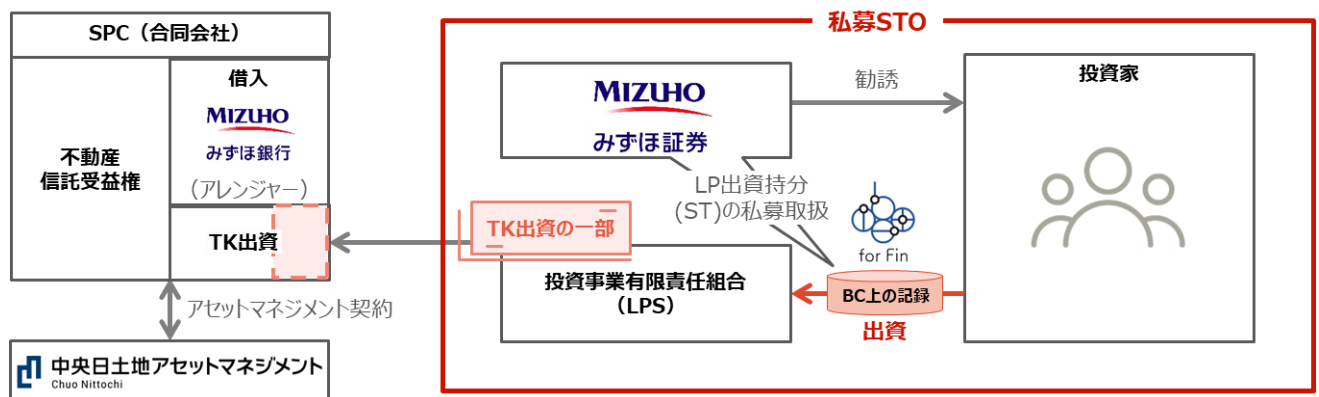 私募STO
SPC（合同会社）
不動産
信託受益権
借入
MIZUHO
みずほ銀行
（アレンジャー）
TK出資
アセットマネジメント契約
中央日土地アセットマネジメント
Chuo Nittochi
TK出資の一部
MIZUHO
みずほ証券
勧誘
LP出資持分
(ST)の私募取扱
for Fin
投資事業有限責任組合
（LPS）
BC上の記録
出資
投資家